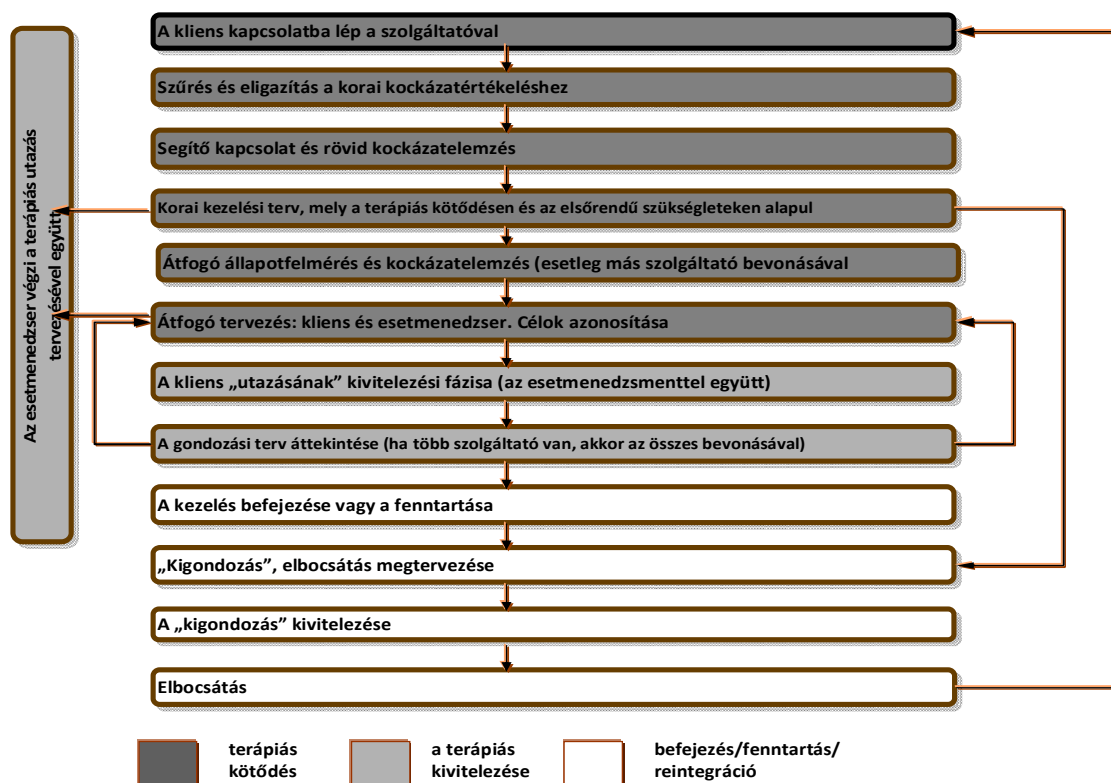 A kliens kapcsolatba lép a szolgáltatóval
Szűrés és eligazítás a korai kockázatértékeléshez
Segítő kapcsolat és rövid kockázatelemzés
Korai kezelési terv, mely a terápiás kötődésen és az elsőrendű szükségleteken alapul
Átfogó állapotfelmérés és kockázatelemzés (esetleg más szolgáltató bevonásával
Átfogó tervezés: kliens és esetmenedzser. Célok azonosítása
A kliens „utazásának” kivitelezési fázisa (az esetmenedzsmenttel együtt)
A gondozási terv áttekintése (ha több szolgáltató van, akkor az összes bevonásával)
A kezelés befejezése vagy a fenntartása
„Kigondozás”, elbocsátás megtervezése
A „kigondozás” kivitelezése
Elbocsátás
Az esetmenedzser végzi a terápiás utazás
tervezésével együtt
terápiás
kötődés
a terápiás
kivitelezése
befejezés/fenntartás/
reintegráció